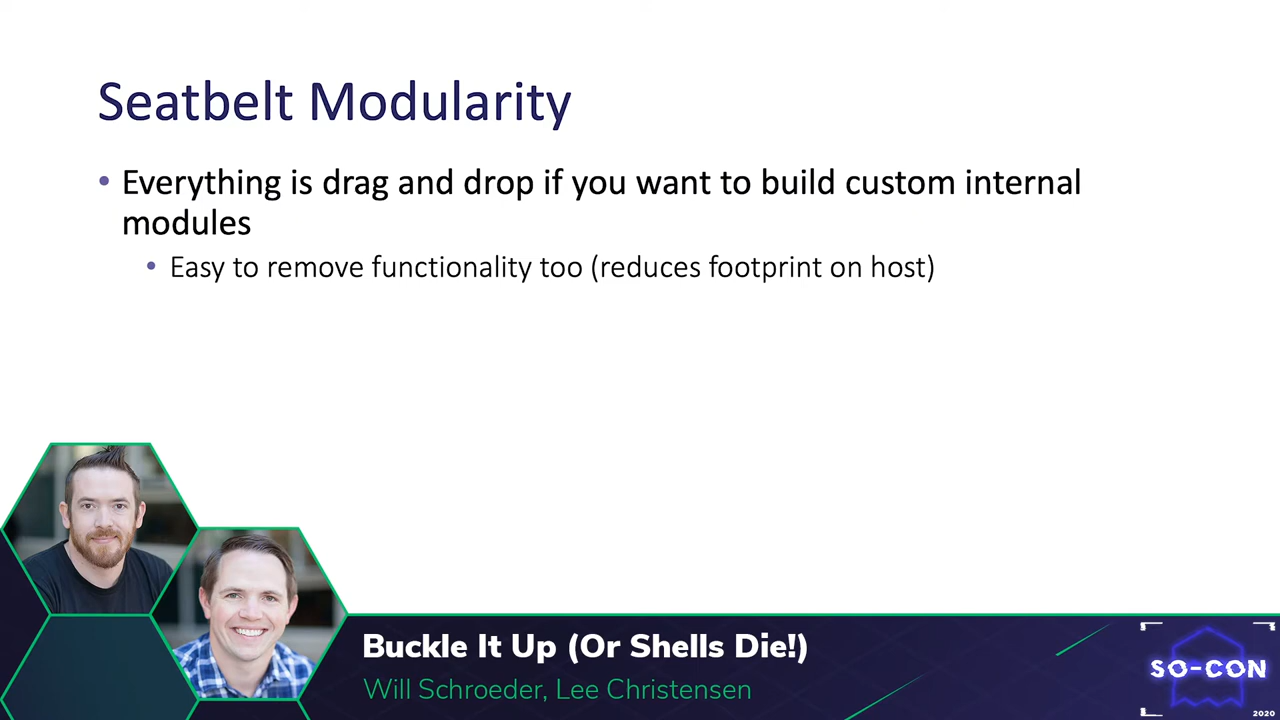 Seatbelt Modularity
• Everything is drag and drop if you want to build custom internal
modules
• Easy to remove functionality too (reduces footprint on host)
Buckle It Up (Or Shells Die!)
Will Schroeder, Lee Christensen
SO-CON
2020